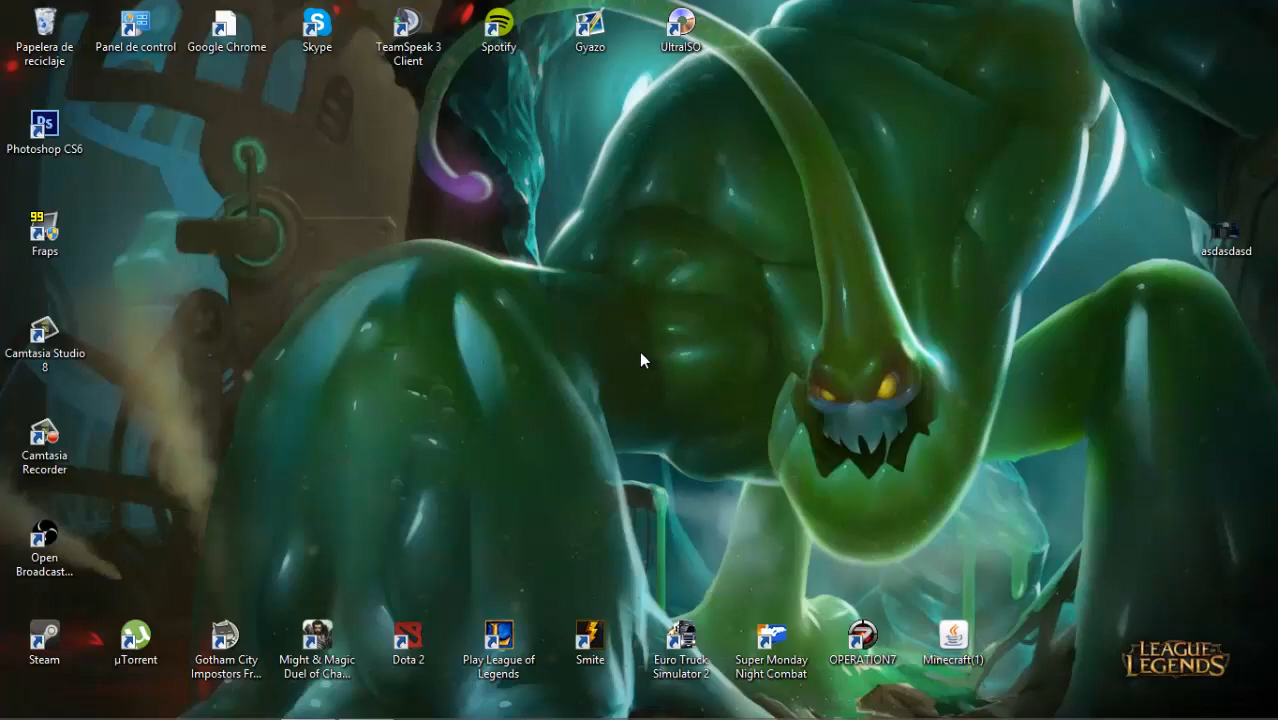 Papelera de
reciclaje
Panel de control
Google Chrome
Skype
TeamSpeak 3
Client
Spotify
Gyazo
UltraISO
Ps
Photoshop CS6
99
Fraps
asdasdasd
Camtasia Studio
8
Camtasia
Recorder
Open
Broadcast...
Steam
µTorrent
Gotham City
Impostors Fr...
Might & Magic
Duel of Cha...
Dota 2
Play League of
Legends
Smite
Euro Truck
Simulator 2
Super Monday
Night Combat
OPERATION7
Minecraft(1)
LEAGUE of
LEGENDS